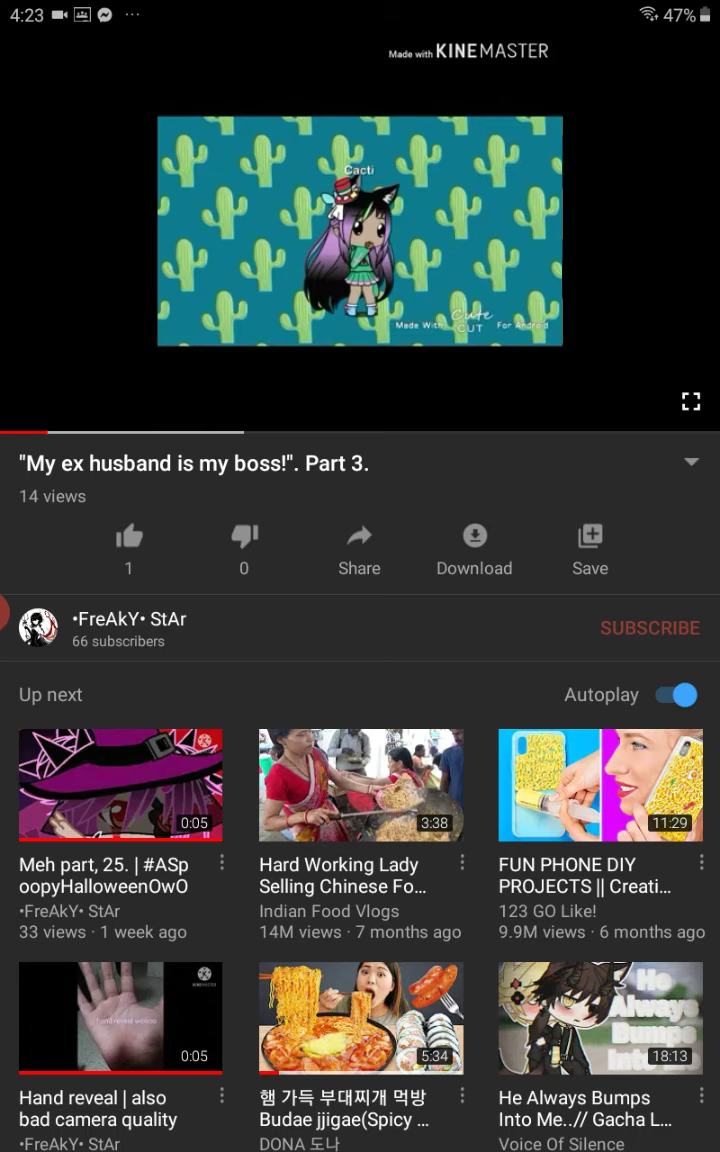 4:23
47%
Made with KINEMASTER
Cacti
Made With Cute CUT For Android
"My ex husband is my boss!". Part 3.
14 views
1
0
Share
Download
Save
•FreAkY• StAr
66 subscribers
SUBSCRIBE
Up next
Autoplay
0:05
3:38
11:29
Meh part, 25. | #ASp
oopyHalloweenOwO
•FreAkY• StAr
33 views · 1 week ago
Hard Working Lady
Selling Chinese Fo...
Indian Food Vlogs
14M views · 7 months ago
FUN PHONE DIY
PROJECTS || Creati...
123 GO Like!
9.9M views · 6 months ago
KINEMASTER
hand reveal
0:05
5:34
He
Always
Bumps
Into
18:13
Hand reveal | also
bad camera quality
•FreAkY• StAr
햄 가득 부대찌개 먹방
Budae jjigae(Spicy ...
DONA 도나
He Always Bumps
Into Me..// Gacha L...
Voice Of Silence